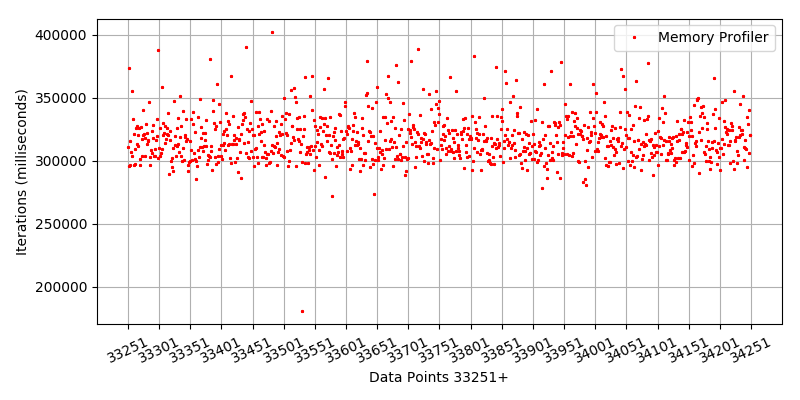 Memory Profiler
Iterations (milliseconds)
400000
350000
300000
250000
200000
33251 33301 33351 33401 33451 33501 33551 33601 33651 33701 33751 33801 33851 33901 33951 34001 34051 34101 34151 34201 34251
Data Points 33251+